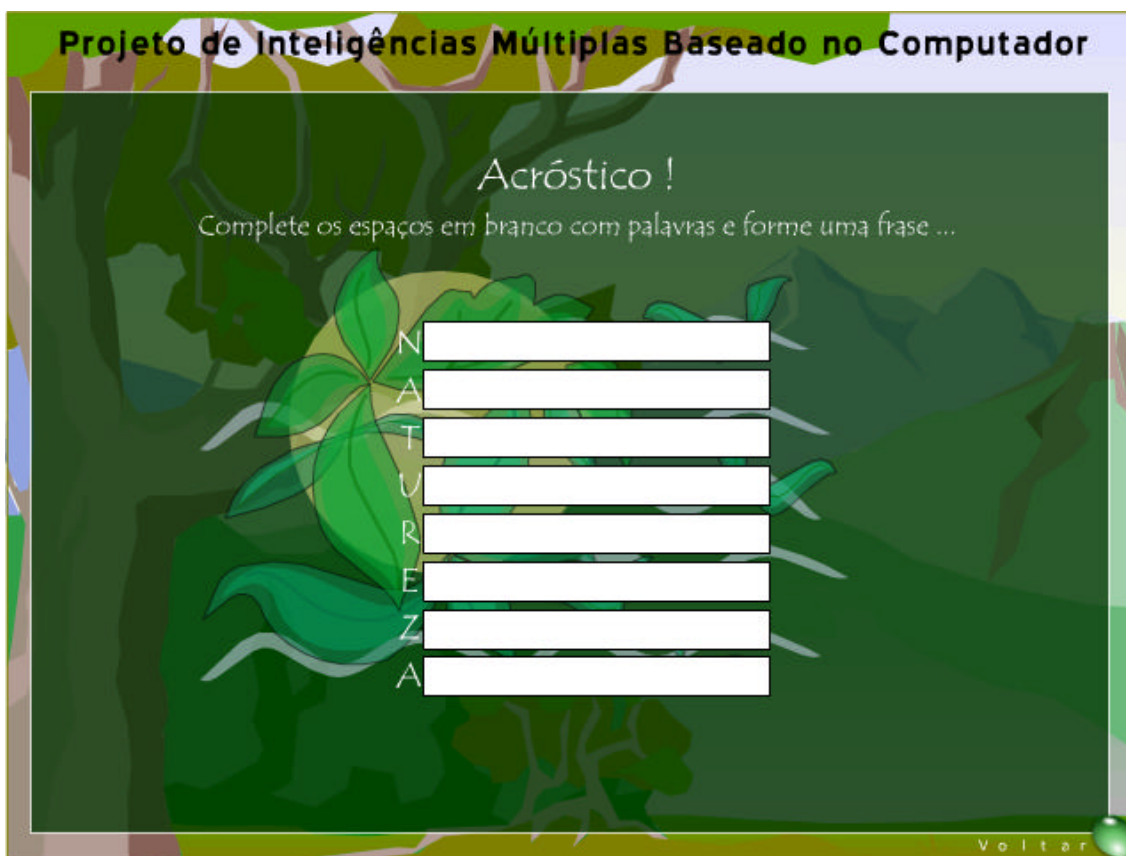 Projeto de Inteligências Múltiplas Baseado no Computador
Acróstico !
Complete os espaços em branco com palavras e forme uma frase ...
N
A
T
U
R
E
Z
A
Voltar